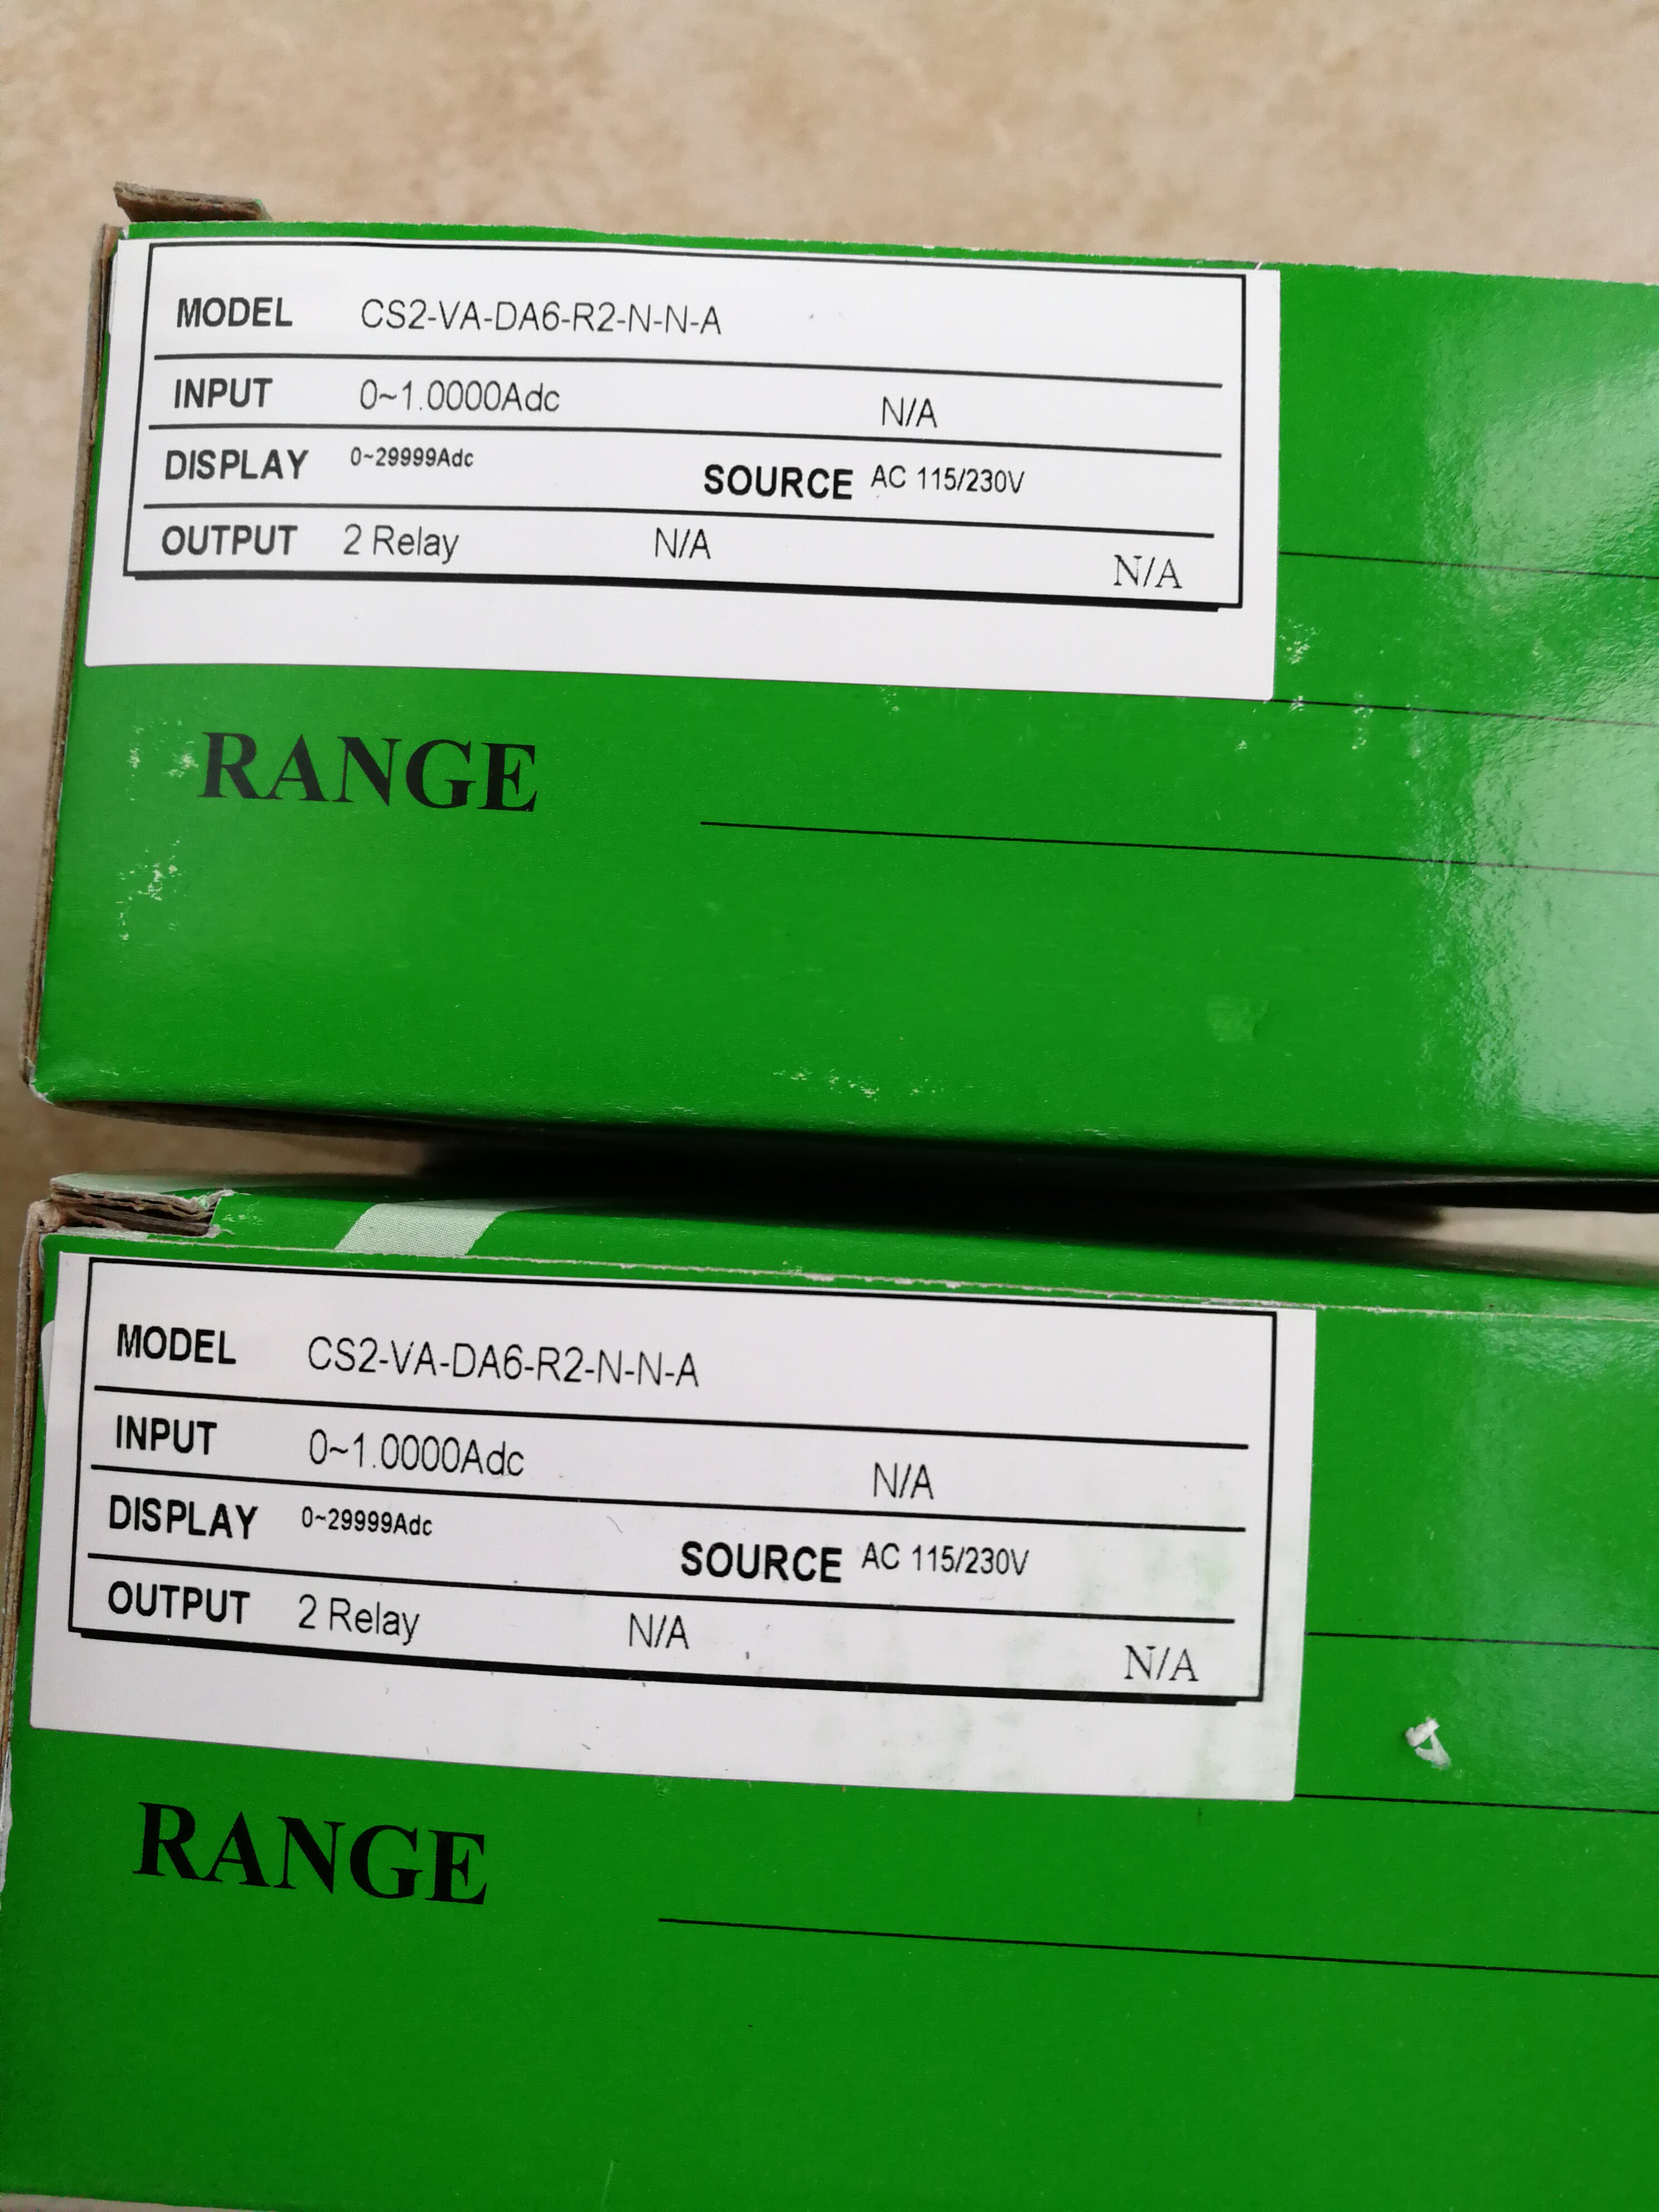 MODEL CS2-VA-DA6-R2-N-N-A
INPUT 0~1.0000Adc N/A
DISPLAY 0~29999Adc SOURCE AC 115/230V
OUTPUT 2 Relay N/A N/A
RANGE
MODEL CS2-VA-DA6-R2-N-N-A
INPUT 0~1.0000Adc N/A
DISPLAY 0~29999Adc SOURCE AC 115/230V
OUTPUT 2 Relay N/A N/A
RANGE